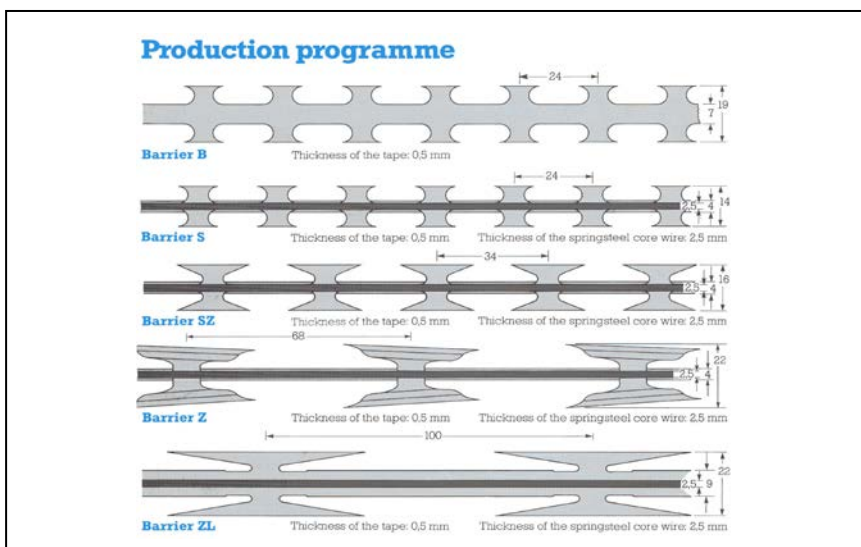 Production programme
24
19
7
Barrier B Thickness of the tape: 0,5 mm
24
2,5 4 14
Barrier S Thickness of the tape: 0,5 mm Thickness of the springsteel core wire: 2,5 mm
34
2,5 4 16
Barrier SZ Thickness of the tape: 0,5 mm Thickness of the springsteel core wire: 2,5 mm
68
2,5 4 22
Barrier Z Thickness of the tape: 0,5 mm Thickness of the springsteel core wire: 2,5 mm
100
2,5 9 22
Barrier ZL Thickness of the tape: 0,5 mm Thickness of the springsteel core wire: 2,5 mm